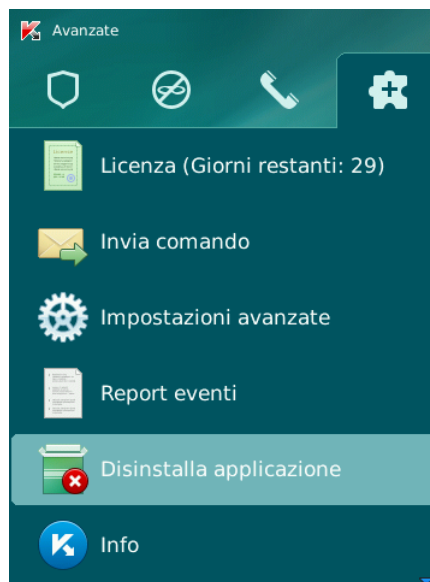 Avanzate
Licenza (Giorni restanti: 29)
Invia comando
Impostazioni avanzate
Report eventi
Disinstalla applicazione
Info